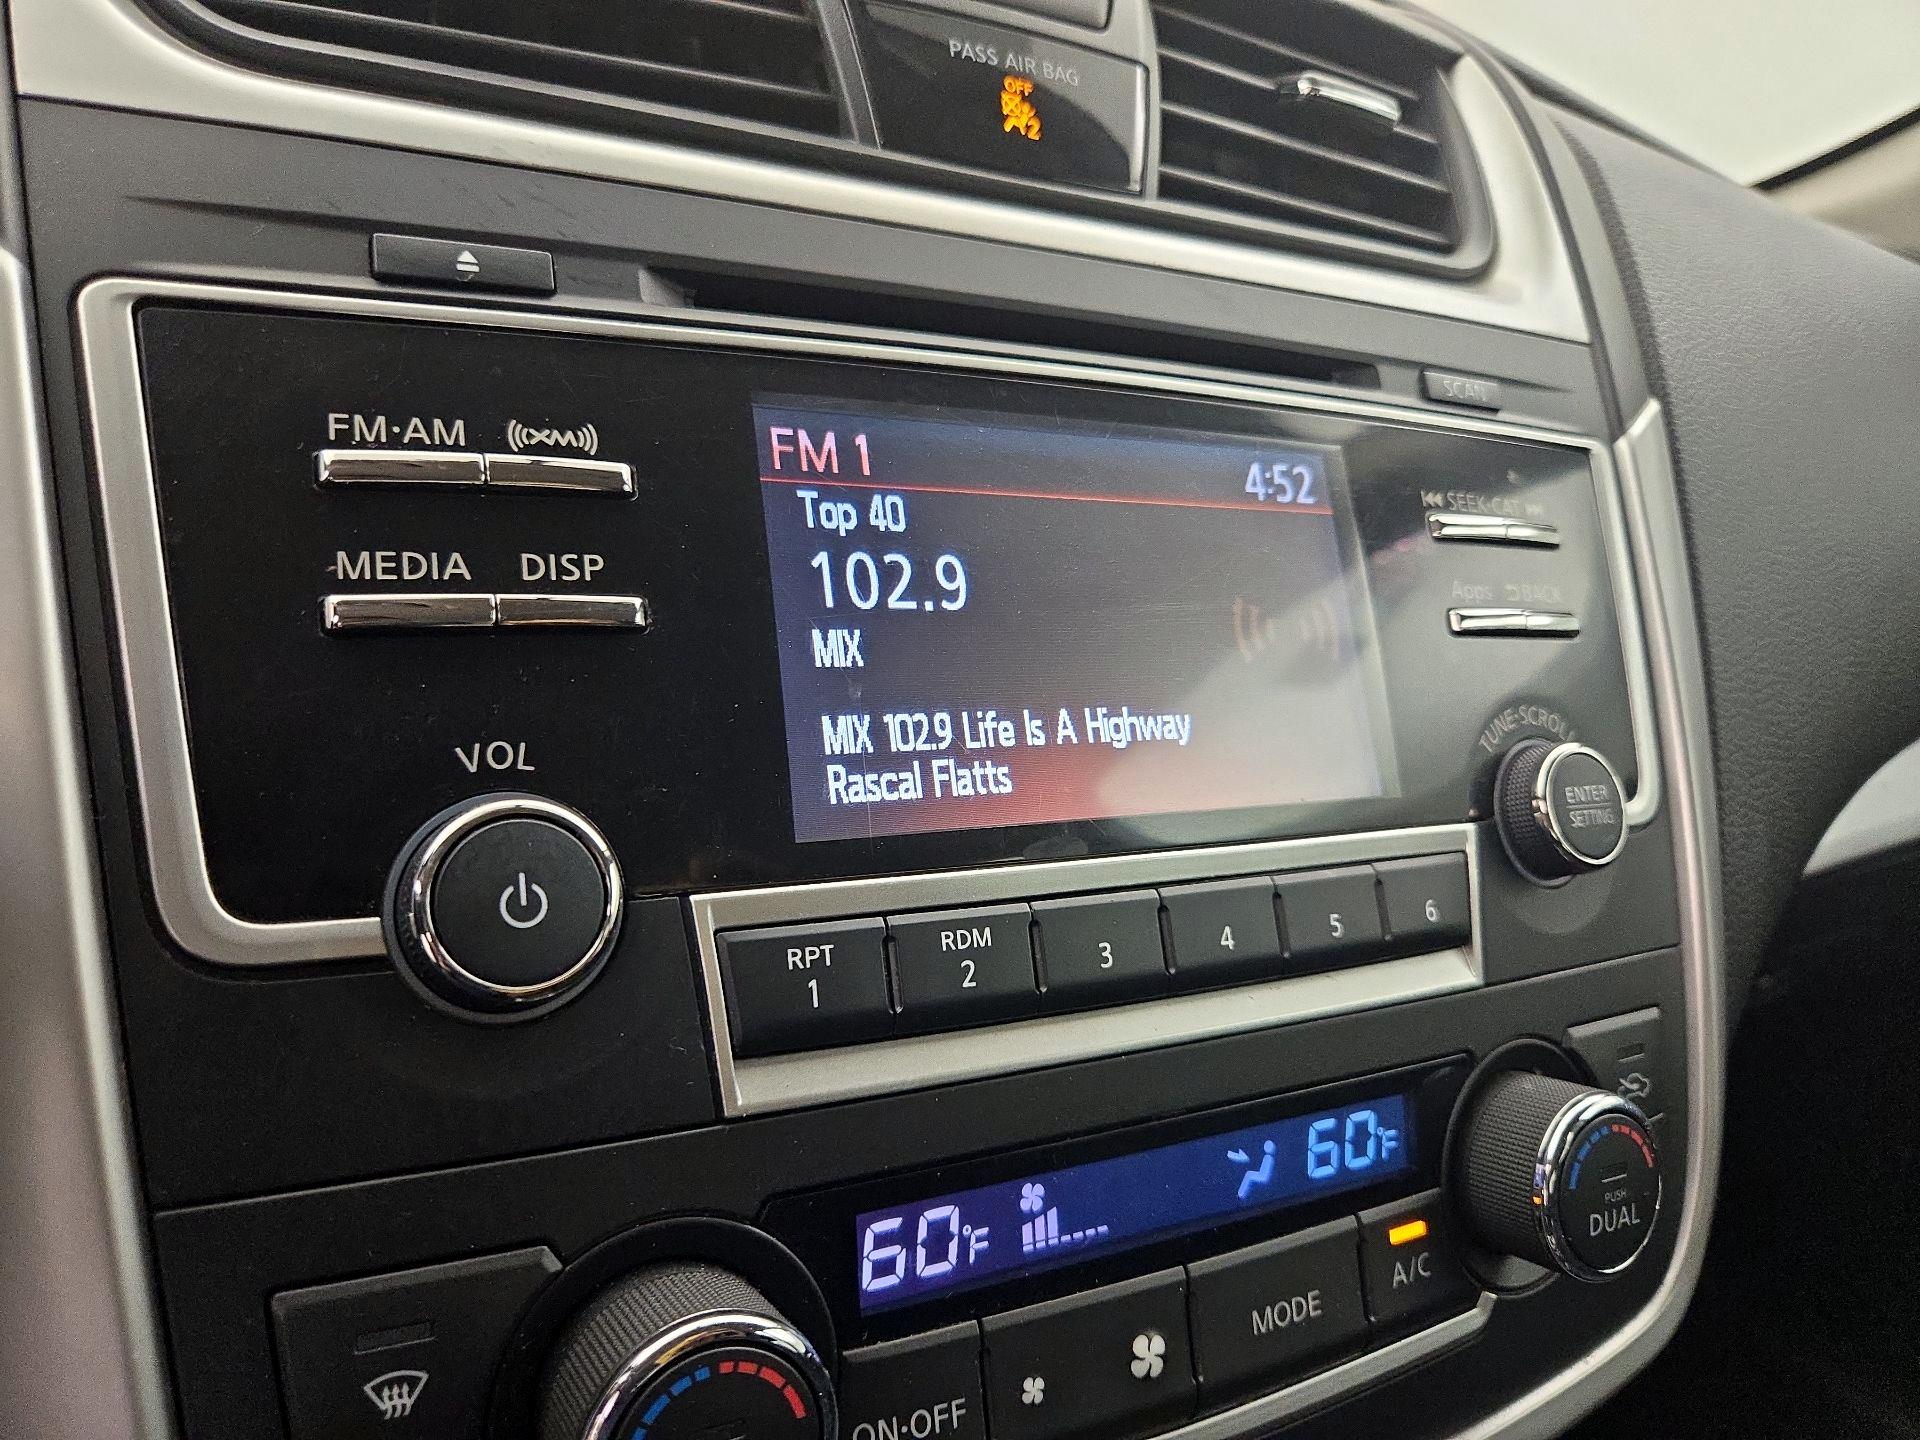 PASS AIR BAG
OFF
2
SCAN
FM·AM
(((XM)))
FM 1
4:52
SEEK·CAT
Top 40
102.9
MEDIA
DISP
Apps
BACK
MIX
MIX 102.9 Life Is A Highway
Rascal Flatts
VOL
TUNE·SCROLL
ENTER
SETTING
RPT
1
RDM
2
3
4
5
6
60°F
60°F
PUSH
DUAL
A/C
MODE
ON·OFF